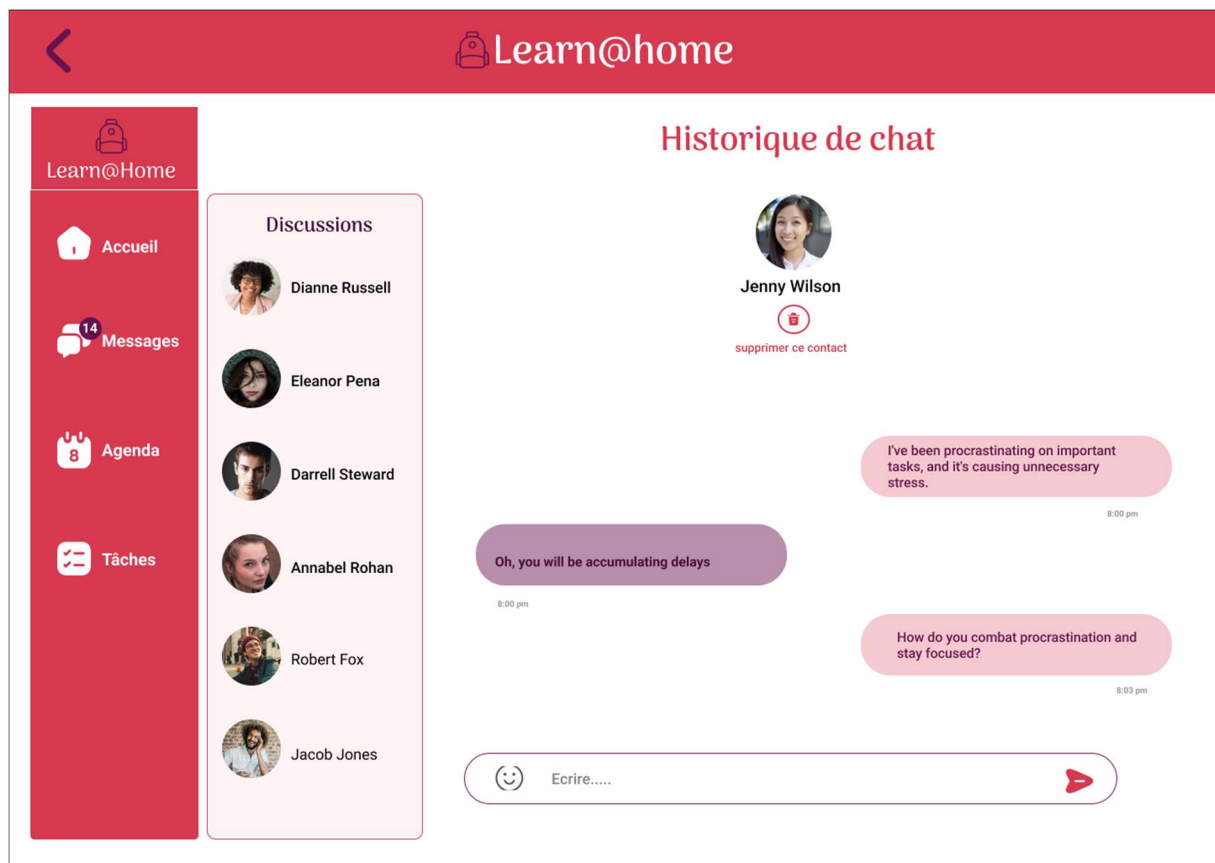 Learn@home
Learn@Home
Accueil
14
Messages
8
Agenda
Tâches
Discussions
Dianne Russell
Eleanor Pena
Darrell Steward
Annabel Rohan
Robert Fox
Jacob Jones
Historique de chat
Jenny Wilson
supprimer ce contact
I've been procrastinating on important
tasks, and it's causing unnecessary
stress.
8:00 pm
Oh, you will be accumulating delays
8:00 pm
How do you combat procrastination and
stay focused?
8:03 pm
Ecrire.....